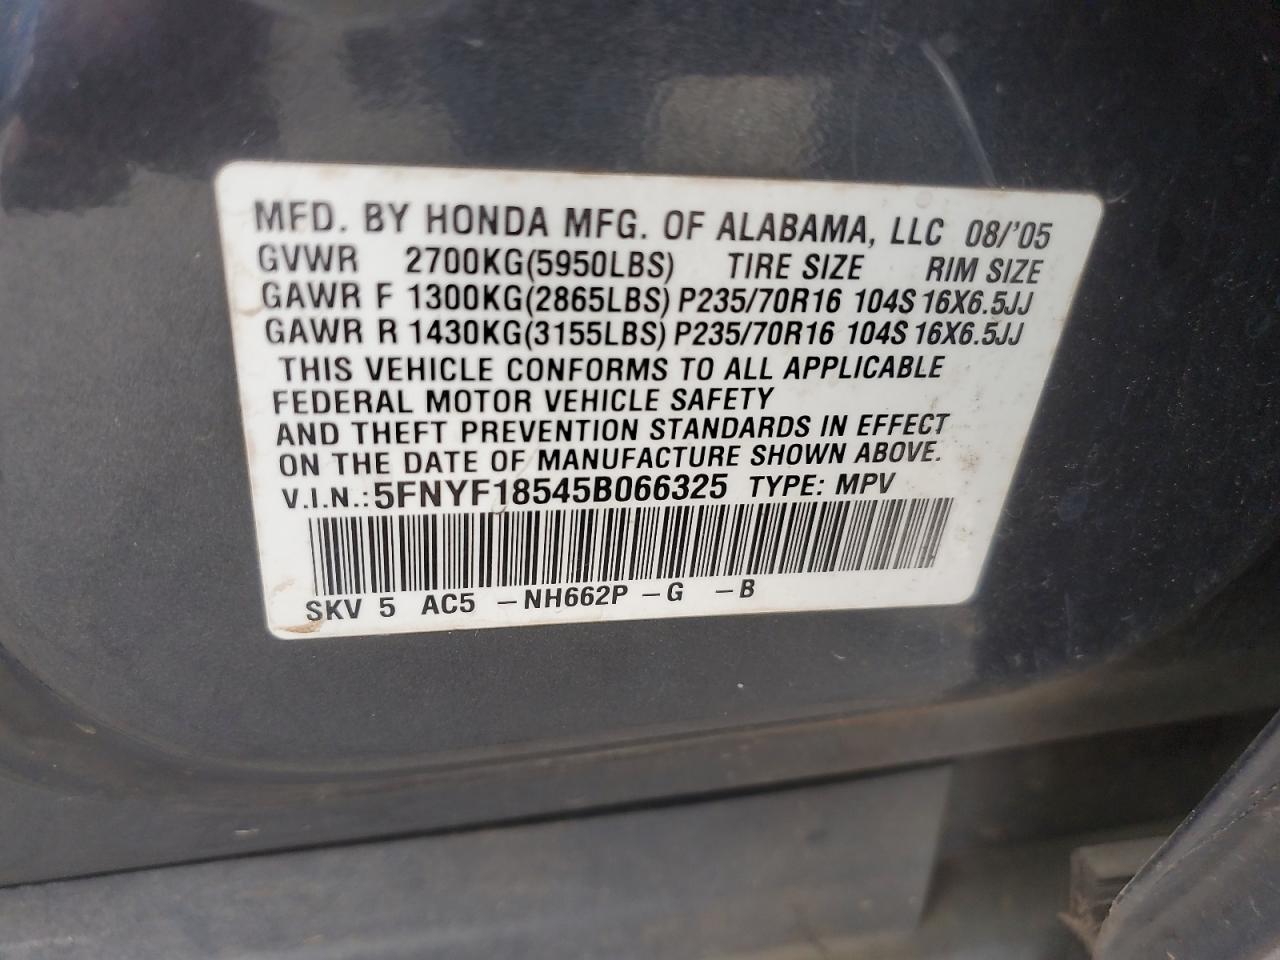 MFD. BY HONDA MFG. OF ALABAMA, LLC 08/'05
GVWR 2700KG(5950LBS) TIRE SIZE RIM SIZE
GAWR F 1300KG(2865LBS) P235/70R16 104S 16X6.5JJ
GAWR R 1430KG(3155LBS) P235/70R16 104S 16X6.5JJ
THIS VEHICLE CONFORMS TO ALL APPLICABLE
FEDERAL MOTOR VEHICLE SAFETY
AND THEFT PREVENTION STANDARDS IN EFFECT
ON THE DATE OF MANUFACTURE SHOWN ABOVE.
V.I.N.: 5FNYF18545B066325 TYPE: MPV
SKV 5 AC5 -NH662P -G -B